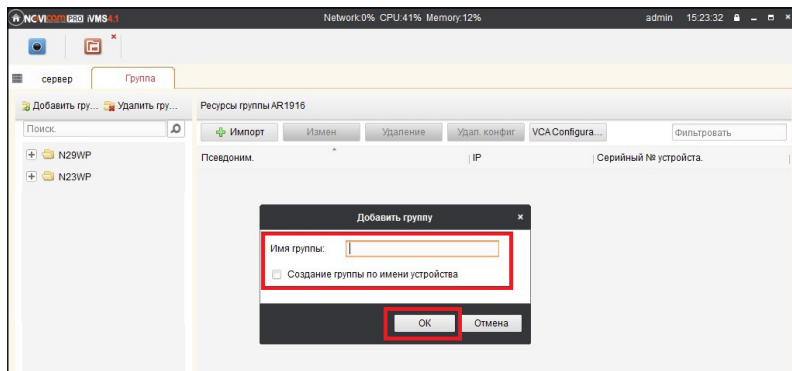 NOVICOM PRO iVMS4.1 Network:0% CPU:41% Memory:12% admin 15:23:32
сервер Группа
Добавить гру... Удалить гру... Ресурсы группы AR1916
Поиск. Импорт Измен Удаление Удал. конфиг VCA Configura... Фильтровать
Псевдоним. IP Серийный № устройста.
N29WP
N23WP
Добавить группу
Имя группы:
Создание группы по имени устройства
OK Отмена